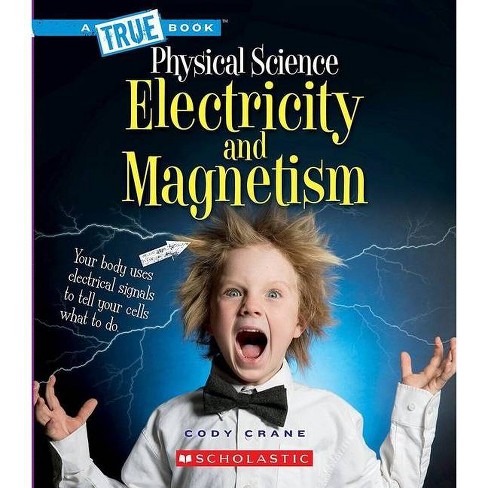 A TRUE BOOK™
Physical Science
Electricity
and
Magnetism
Your body uses
electrical signals
to tell your cells
what to do
CODY CRANE
SCHOLASTIC